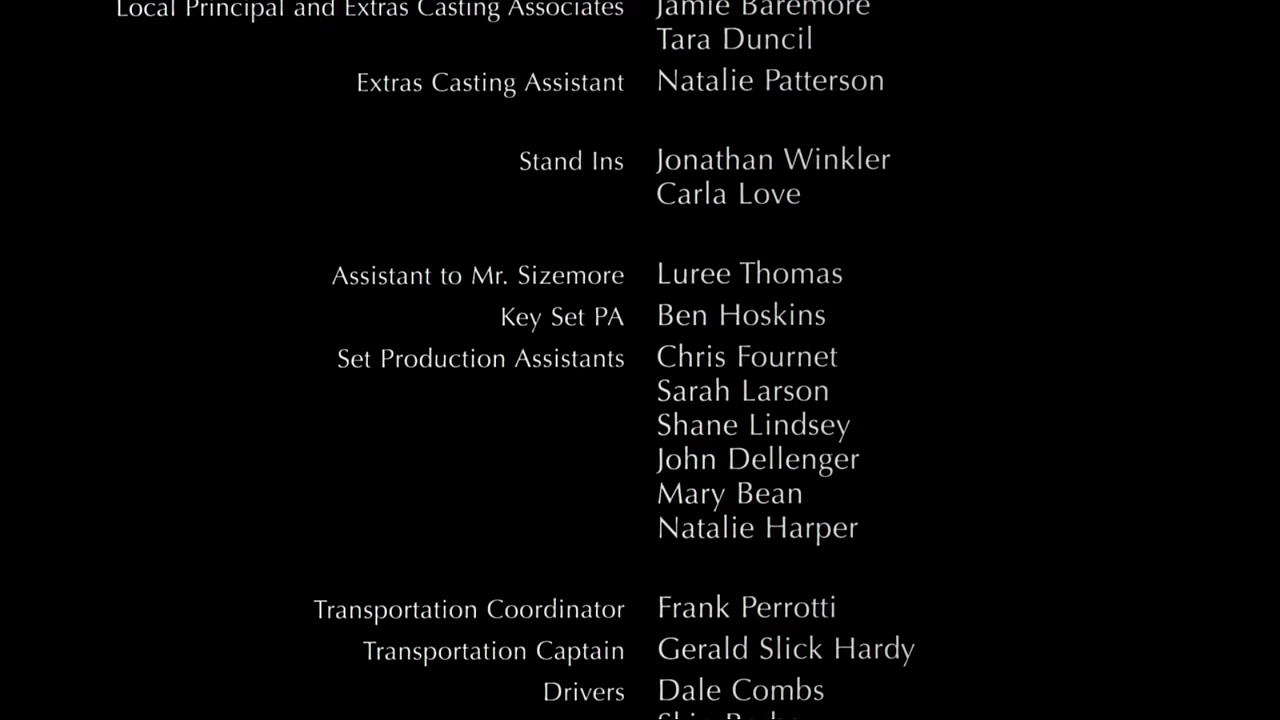 Local Principal and Extras Casting Associates Jamie Baremore
Tara Duncil
Extras Casting Assistant Natalie Patterson
Stand Ins Jonathan Winkler
Carla Love
Assistant to Mr. Sizemore Luree Thomas
Key Set PA Ben Hoskins
Set Production Assistants Chris Fournet
Sarah Larson
Shane Lindsey
John Dellenger
Mary Bean
Natalie Harper
Transportation Coordinator Frank Perrotti
Transportation Captain Gerald Slick Hardy
Drivers Dale Combs